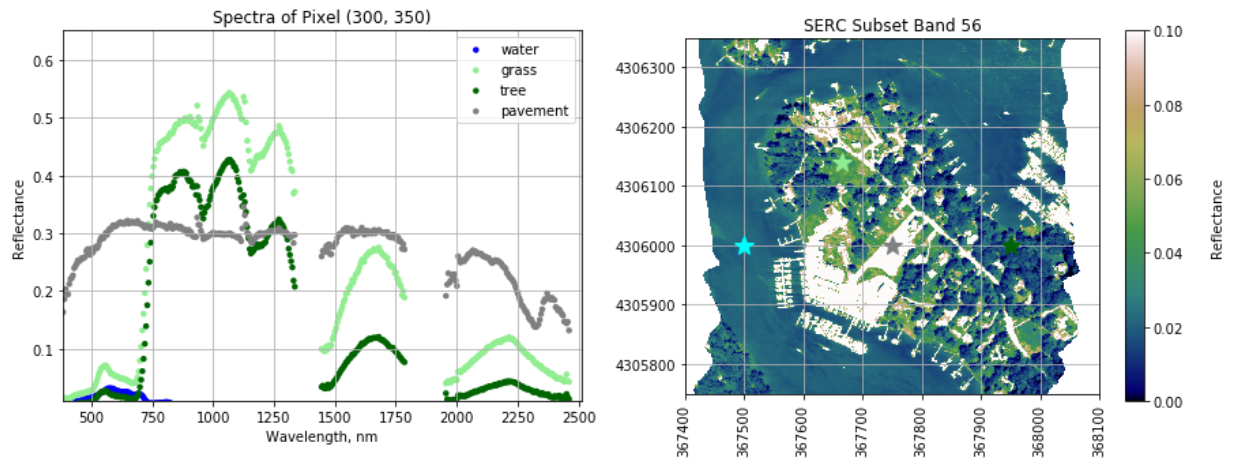 Spectra of Pixel (300, 350)
0.6
0.5
0.4
0.3
0.2
0.1
Reflectance
water
grass
tree
pavement
500 750 1000 1250 1500 1750 2000 2250 2500
Wavelength, nm
SERC Subset Band 56
4306300
4306200
4306100
4306000
4305900
4305800
367400 367500 367600 367700 367800 367900 368000 368100
0.10
0.08
0.06
0.04
0.02
0.00
Reflectance